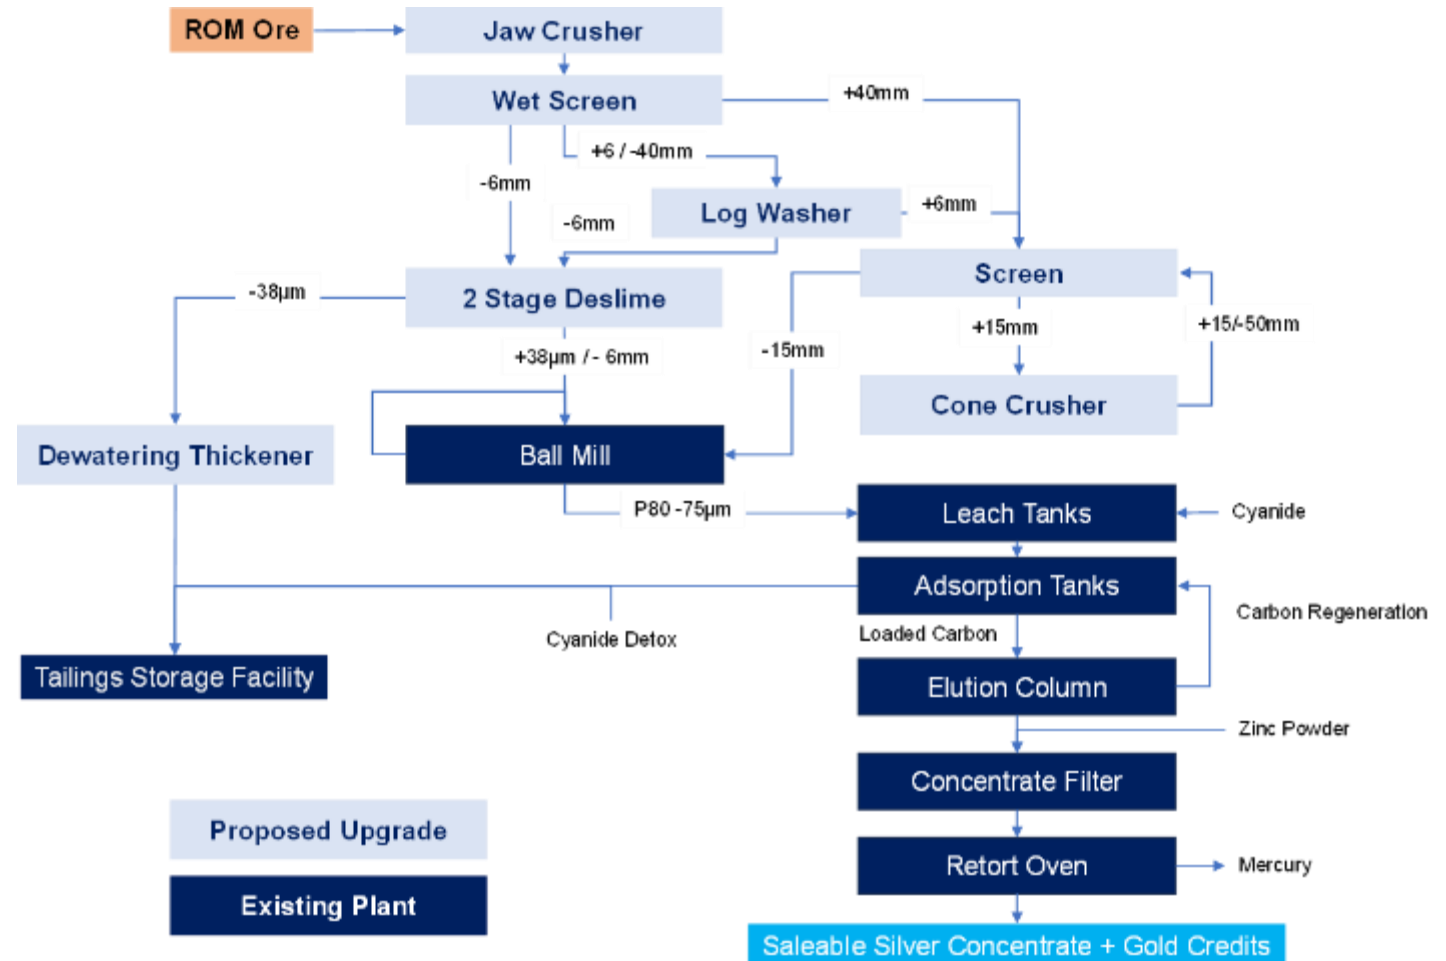 ROM Ore
Jaw Crusher
Wet Screen
+40mm
+6 / -40mm
-6mm
Log Washer
+6mm
-6mm
Screen
2 Stage Deslime
-38µm
+15mm
+15/-50mm
+38µm / - 6mm
-15mm
Cone Crusher
Dewatering Thickener
Ball Mill
P80 -75µm
Leach Tanks
Cyanide
Adsorption Tanks
Carbon Regeneration
Cyanide Detox
Loaded Carbon
Tailings Storage Facility
Elution Column
Zinc Powder
Concentrate Filter
Proposed Upgrade
Retort Oven
Mercury
Existing Plant
Saleable Silver Concentrate + Gold Credits